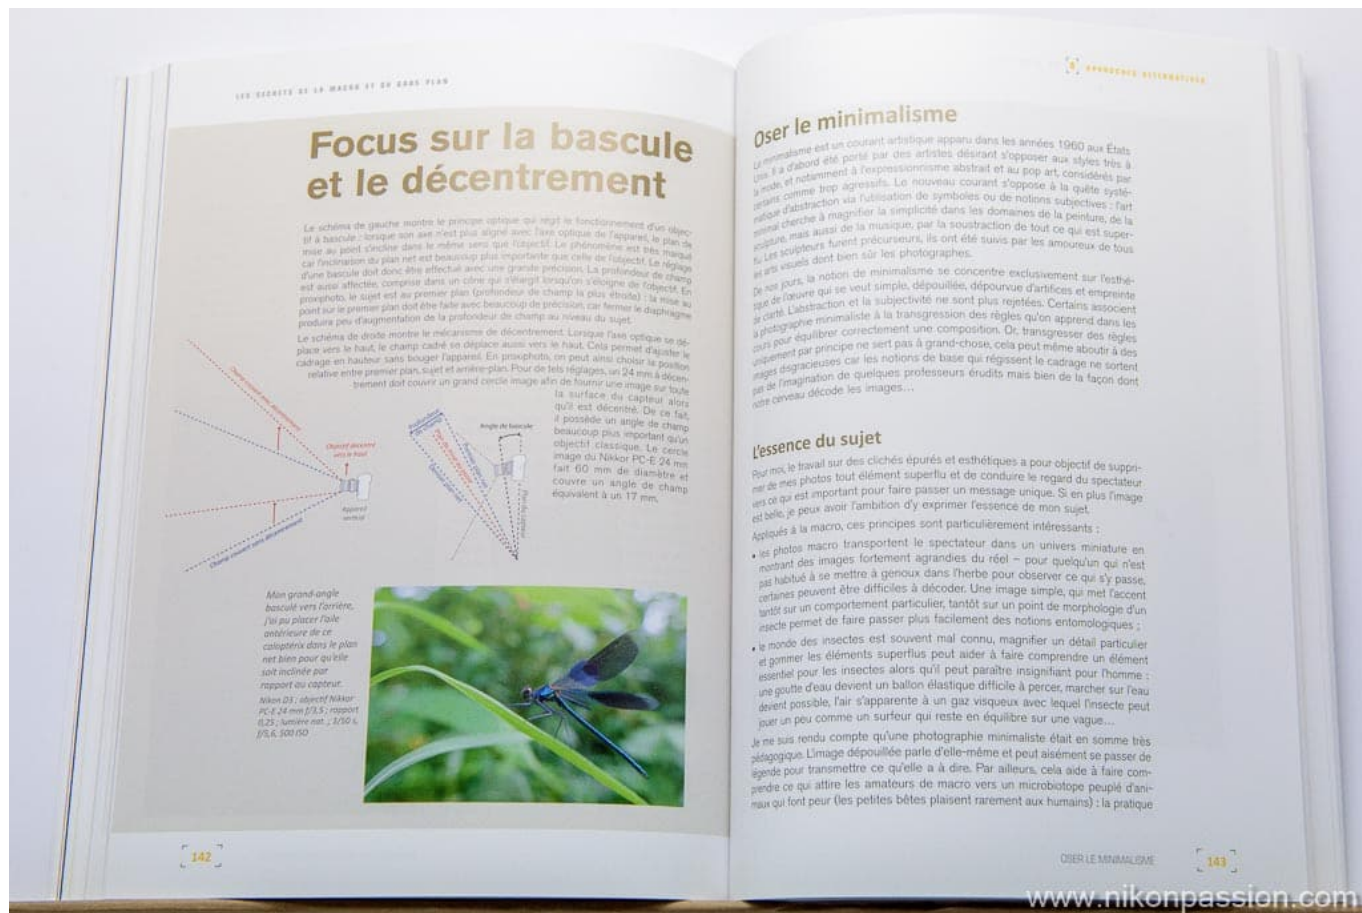 LES SECRETS DE LA MACRO ET DU GROS PLAN
Focus sur la bascule
et le décentrement
Le schéma de gauche montre le principe optique qui régit le fonctionnement d'un objec-
tif à bascule : lorsque son axe n'est plus aligné avec l'axe optique de l'appareil, le plan de
mise au point s'incline dans le même sens que l'objectif. Le phénomène est très marqué
car l'inclinaison du plan net est beaucoup plus importante que celle de l'objectif. Le réglage
d'une bascule doit donc être effectué avec une grande précision. La profondeur de champ
est aussi affectée, comprise dans un cône qui s'élargit lorsqu'on s'éloigne de l'objectif. En
proxiphoto, le sujet est au premier plan (profondeur de champ la plus étroite) : la mise au
point sur le premier plan doit être faite avec beaucoup de précision, car fermer le diaphragme
produira peu d'augmentation de la profondeur de champ au niveau du sujet.
Le schéma de droite montre le mécanisme de décentrement. Lorsque l'axe optique se dé-
place vers le haut, le champ cadré se déplace aussi vers le haut. Cela permet d'ajuster le
cadrage en hauteur sans bouger l'appareil. En proxiphoto, on peut ainsi choisir la position
relative entre premier plan, sujet et arrière-plan. Pour de tels réglages, un 24 mm à décen-
trement doit couvrir un grand cercle image afin de fournir une image sur toute
la surface du capteur alors
qu'il est décentré. De ce fait,
il possède un angle de champ
beaucoup plus important qu'un
objectif classique. Le cercle
image du Nikkor PC-E 24 mm
fait 60 mm de diamètre et
couvre un angle de champ
équivalent à un 17 mm.
Champ couvert avec décentrement
Objectif décentré
vers le haut
Appareil
vertical
Champ couvert sans décentrement
Profondeur
de champ
Angle de bascule
Plan du capteur
Mon grand-angle
basculé vers l'arrière,
j'ai pu placer l'aile
antérieure de ce
caloptérix dans le plan
net bien pour qu'elle
soit inclinée par
rapport au capteur.
Nikon D3 ; objectif Nikkor
PC-E 24 mm f/3,5 ; rapport
0,25 ; lumière nat. ; 1/50 s,
f/5,6, 500 ISO
142
6 APPROCHES ALTERNATIVES
Oser le minimalisme
Le minimalisme est un courant artistique apparu dans les années 1960 aux États
Unis. Il a d'abord été porté par des artistes désirant s'opposer aux styles très à
la mode, et notamment à l'expressionnisme abstrait et au pop art, considérés par
certains comme trop agressifs. Le nouveau courant s'oppose à la quête systé-
matique d'abstraction via l'utilisation de symboles ou de notions subjectives : l'art
minimal cherche à magnifier la simplicité dans les domaines de la peinture, de la
sculpture, mais aussi de la musique, par la soustraction de tout ce qui est super-
flu. Les sculpteurs furent précurseurs, ils ont été suivis par les amoureux de tous
les arts visuels dont bien sûr les photographes.
De nos jours, la notion de minimalisme se concentre exclusivement sur l'esthé-
tique de l'œuvre qui se veut simple, dépouillée, dépourvue d'artifices et empreinte
de clarté. L'abstraction et la subjectivité ne sont plus rejetées. Certains associent
la photographie minimaliste à la transgression des règles qu'on apprend dans les
cours pour équilibrer correctement une composition. Or, transgresser des règles
uniquement par principe ne sert pas à grand-chose, cela peut même aboutir à des
images disgracieuses car les notions de base qui régissent le cadrage ne sortent
pas de l'imagination de quelques professeurs érudits mais bien de la façon dont
notre cerveau décode les images…
L'essence du sujet
Pour moi, le travail sur des clichés épurés et esthétiques a pour objectif de suppri-
mer de mes photos tout élément superflu et de conduire le regard du spectateur
vers ce qui est important pour faire passer un message unique. Si en plus l'image
est belle, je peux avoir l'ambition d'y exprimer l'essence de mon sujet.
Appliqués à la macro, ces principes sont particulièrement intéressants :
• les photos macro transportent le spectateur dans un univers miniature en
montrant des images fortement agrandies du réel – pour quelqu'un qui n'est
pas habitué à se mettre à genoux dans l'herbe pour observer ce qui s'y passe,
certaines peuvent être difficiles à décoder. Une image simple, qui met l'accent
tantôt sur un comportement particulier, tantôt sur un point de morphologie d'un
insecte permet de faire passer plus facilement des notions entomologiques ;
• le monde des insectes est souvent mal connu, magnifier un détail particulier
et gommer les éléments superflus peut aider à faire comprendre un élément
essentiel pour les insectes alors qu'il peut paraître insignifiant pour l'homme :
une goutte d'eau devient un ballon élastique difficile à percer, marcher sur l'eau
devient possible, l'air s'apparente à un gaz visqueux avec lequel l'insecte peut
jouer un peu comme un surfeur qui reste en équilibre sur une vague…
Je me suis rendu compte qu'une photographie minimaliste était en somme très
pédagogique. L'image dépouillée parle d'elle-même et peut aisément se passer de
légende pour transmettre ce qu'elle a à dire. Par ailleurs, cela aide à faire com-
prendre ce qui attire les amateurs de macro vers un microbiotope peuplé d'ani-
maux qui font peur (les petites bêtes plaisent rarement aux humains) : la pratique
OSER LE MINIMALISME
143
www.nikonpassion.com